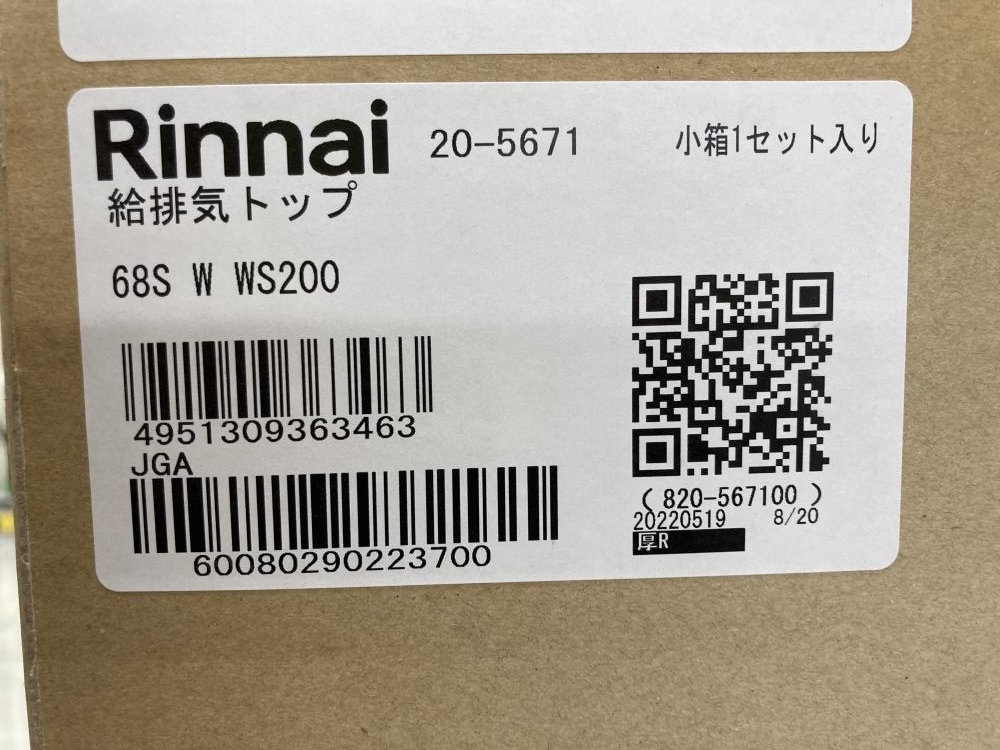 Rinnai 20-5671 小箱1セット入り
給排気トップ
68S W WS200
4951309363463
JGA
60080290223700
( 820-567100 )
20220519 8/20
厚R